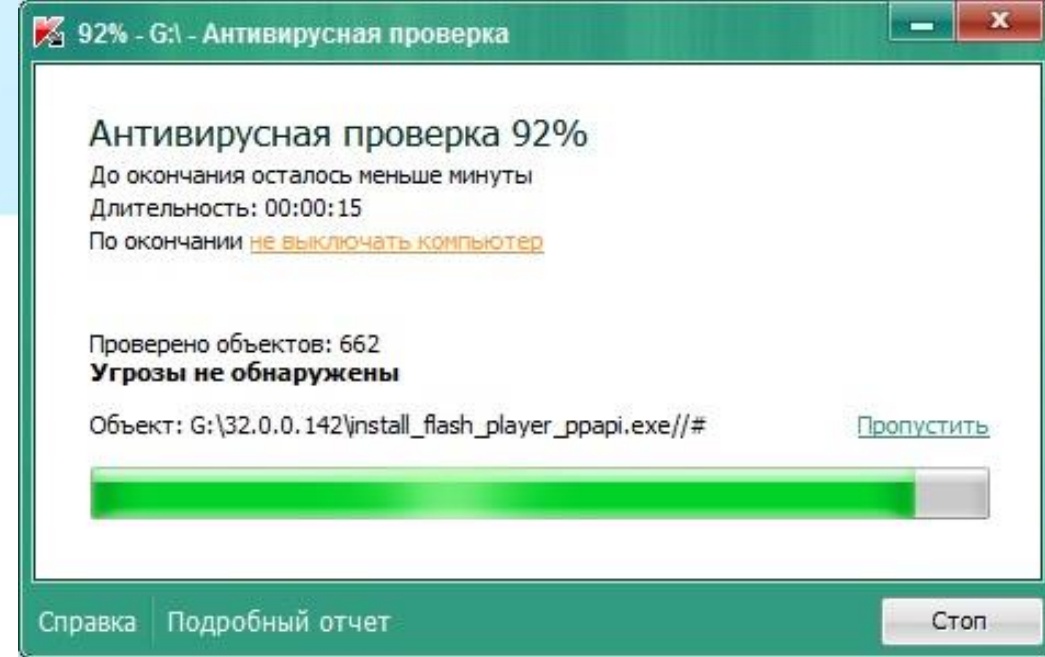 92% - G:\ - Антивирусная проверка
Антивирусная проверка 92%
До окончания осталось меньше минуты
Длительность: 00:00:15
По окончании не выключать компьютер
Проверено объектов: 662
Угрозы не обнаружены
Объект: G:\32.0.0.142\install_flash_player_ppapi.exe//# Пропустить
Справка Подробный отчет Стоп